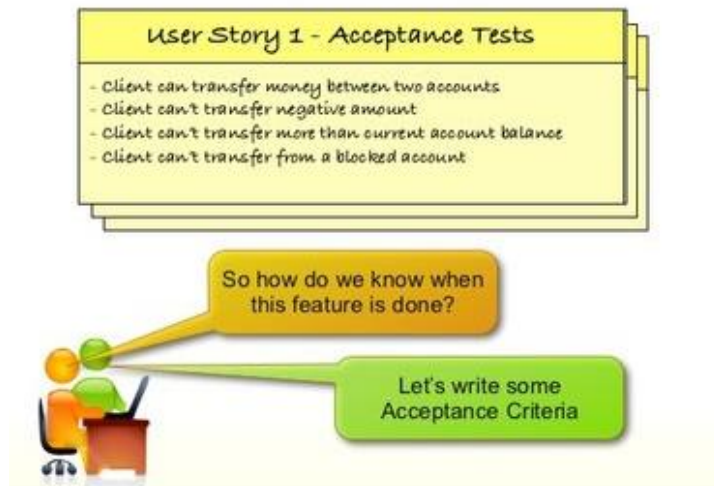 User Story 1 - Acceptance Tests
- Client can transfer money between two accounts
- Client can't transfer negative amount
- Client can't transfer more than current account balance
- Client can't transfer from a blocked account
So how do we know when
this feature is done?
Let's write some
Acceptance Criteria